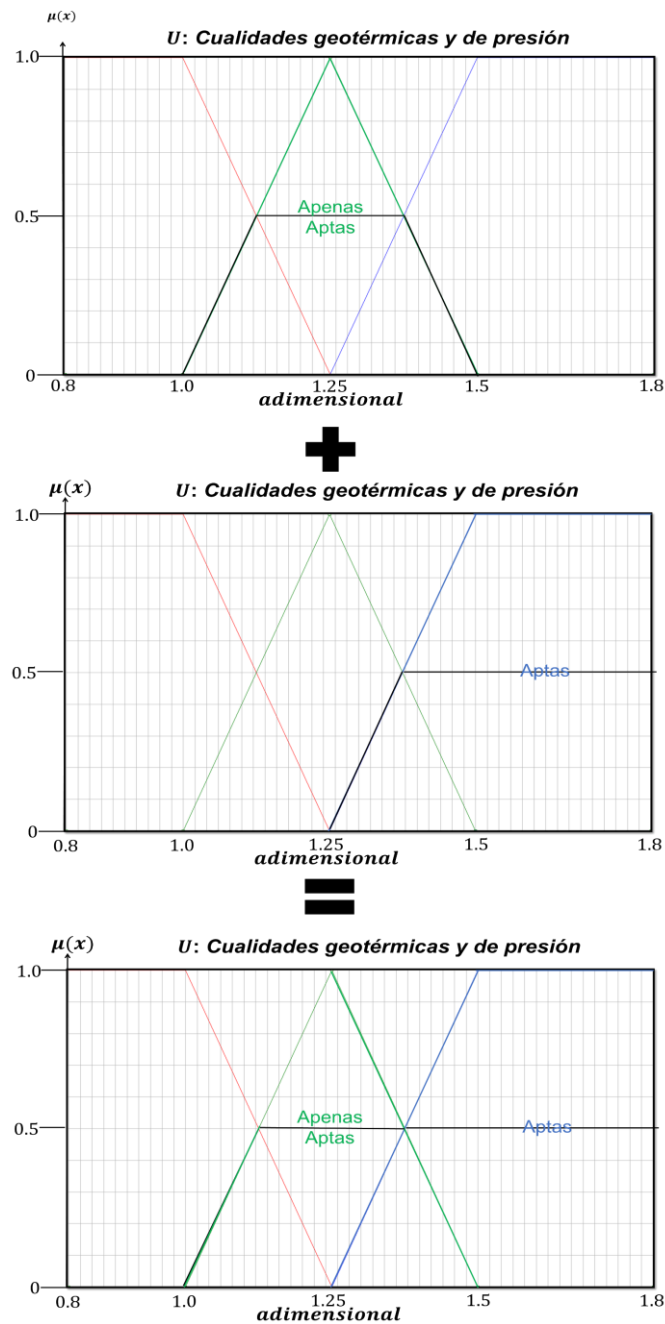 μ(x)
U: Cualidades geotérmicas y de presión
1.0
0.5
Apenas
Aptas
0
0.8 1.0 1.25 1.5 1.8
adimensional
+
μ(x)
U: Cualidades geotérmicas y de presión
1.0
0.5
Aptas
0
0.8 1.0 1.25 1.5 1.8
adimensional
=
μ(x)
U: Cualidades geotérmicas y de presión
1.0
0.5
Apenas
Aptas
Aptas
0
0.8 1.0 1.25 1.5 1.8
adimensional